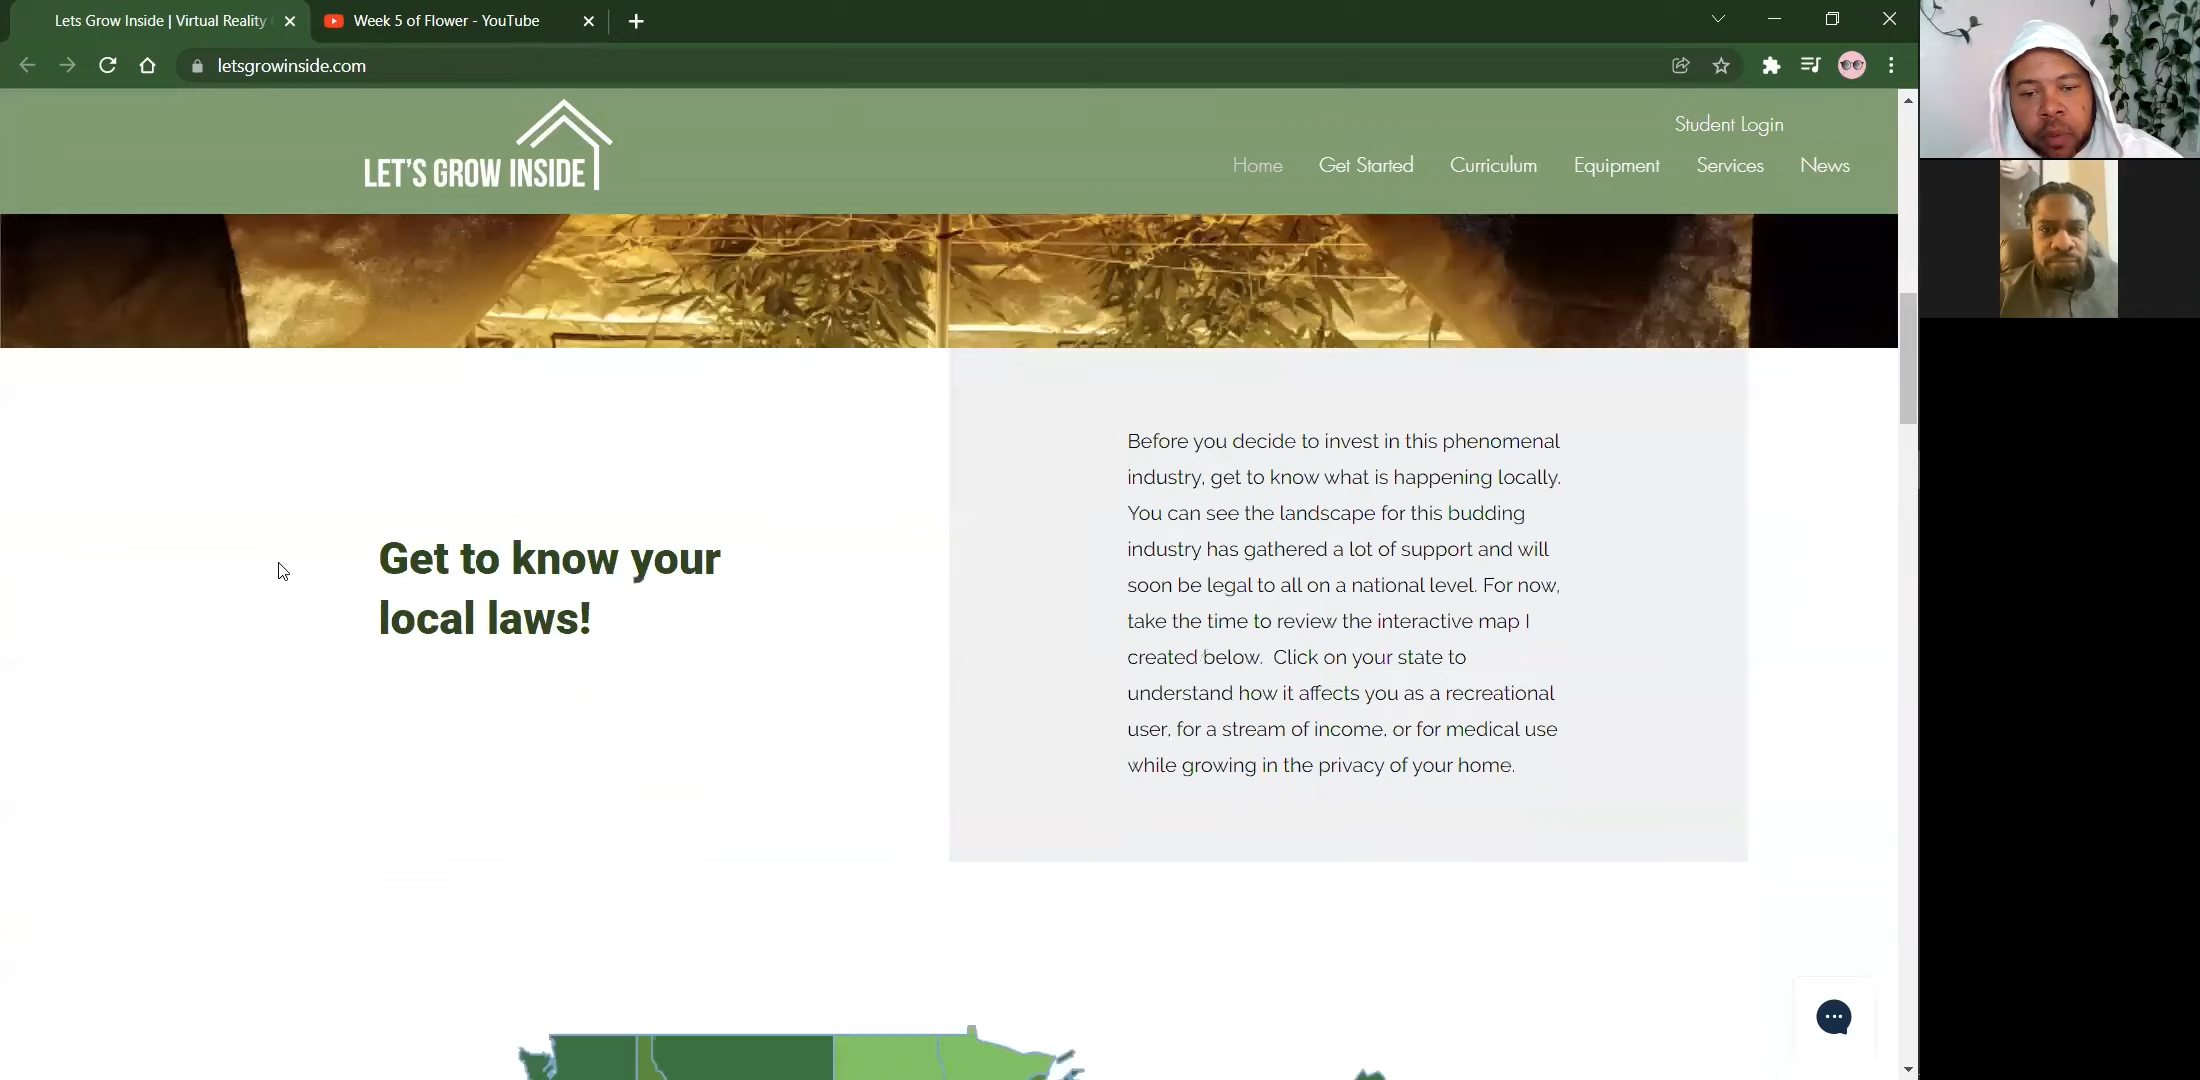 Lets Grow Inside | Virtual Reality
Week 5 of Flower - YouTube
letsgrowinside.com
LET'S GROW INSIDE
Student Login
Home Get Started Curriculum Equipment Services News
Get to know your
local laws!
Before you decide to invest in this phenomenal
industry, get to know what is happening locally.
You can see the landscape for this budding
industry has gathered a lot of support and will
soon be legal to all on a national level. For now,
take the time to review the interactive map I
created below. Click on your state to
understand how it affects you as a recreational
user, for a stream of income, or for medical use
while growing in the privacy of your home.